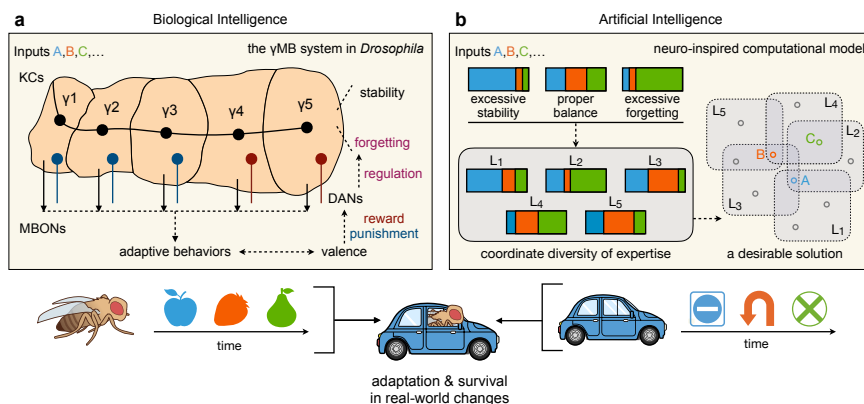 a
Biological Intelligence
Inputs A,B,C,...
the γMB system in Drosophila
KCs
γ1
γ2
γ3
γ4
γ5
stability
forgetting
regulation
DANs
reward
punishment
MBONs
adaptive behaviors
valence
b
Artificial Intelligence
Inputs A,B,C,...
neuro-inspired computational model
excessive stability
proper balance
excessive forgetting
L1
L2
L3
L4
L5
coordinate diversity of expertise
L5
L4
L2
C
B
A
L3
L1
a desirable solution
time
adaptation & survival
in real-world changes
time